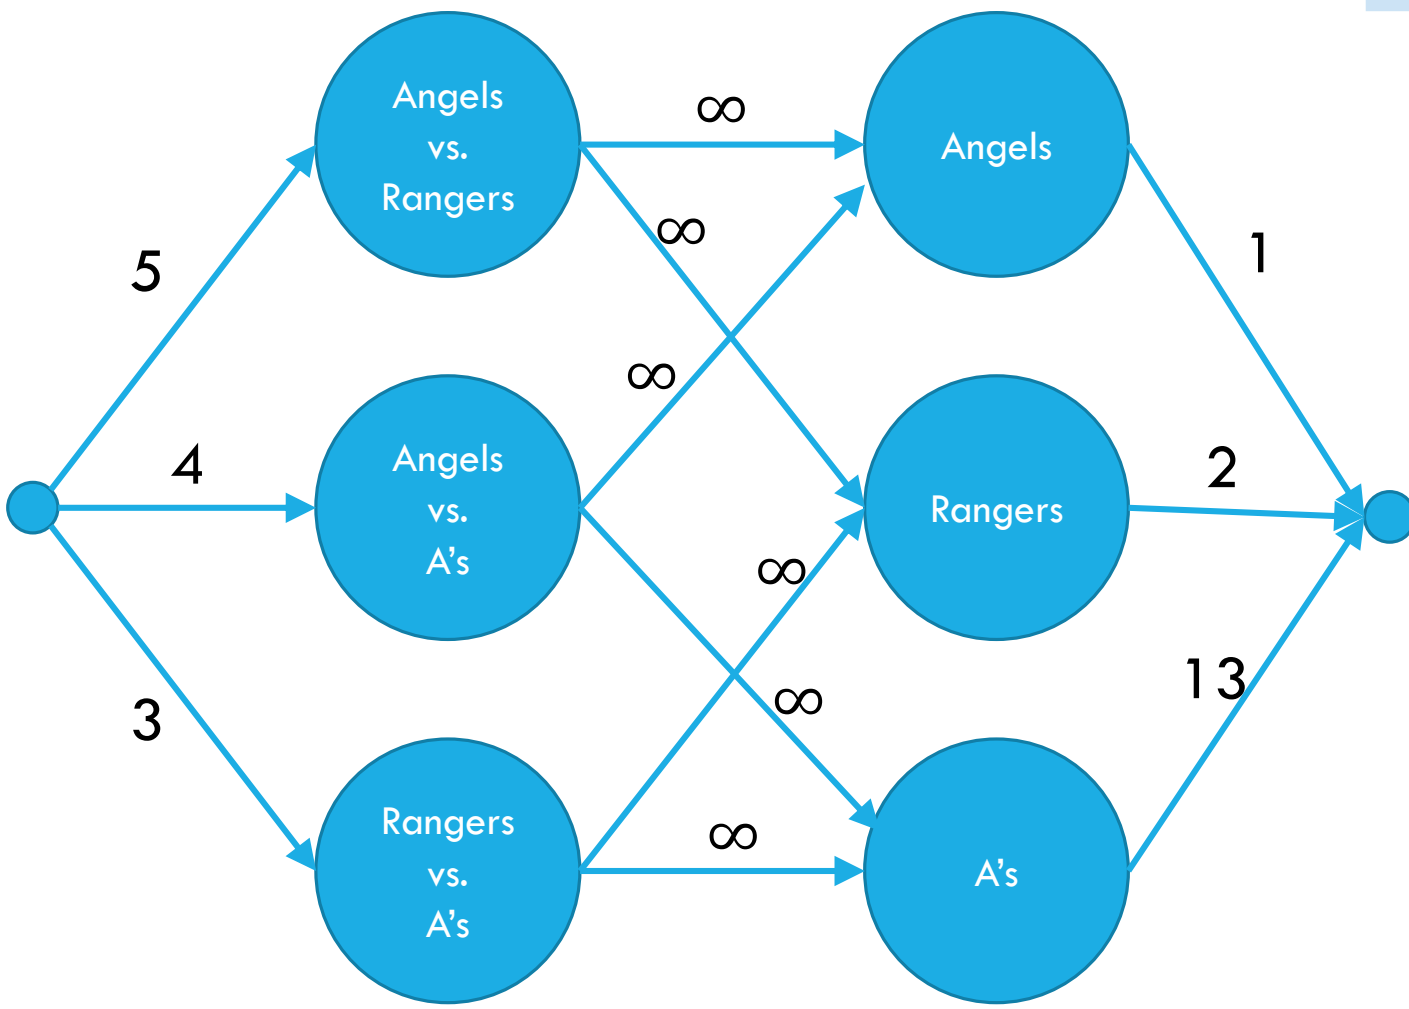 Angels
vs.
Rangers
∞
Angels
∞
5
1
∞
4
Angels
vs.
A’s
Rangers
2
∞
∞
13
3
Rangers
vs.
A’s
∞
A’s